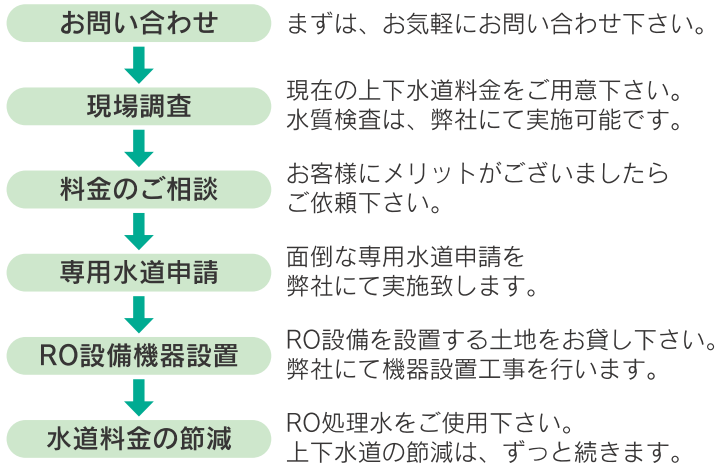 お問い合わせ
まずは、お気軽にお問い合わせ下さい。
現場調査
現在の上下水道料金をご用意下さい。
水質検査は、弊社にて実施可能です。
料金のご相談
お客様にメリットがございましたら
ご依頼下さい。
専用水道申請
面倒な専用水道申請を
弊社にて実施致します。
RO設備機器設置
RO設備を設置する土地をお貸し下さい。
弊社にて機器設置工事を行います。
水道料金の節減
RO処理水をご使用下さい。
上下水道の節減は、ずっと続きます。